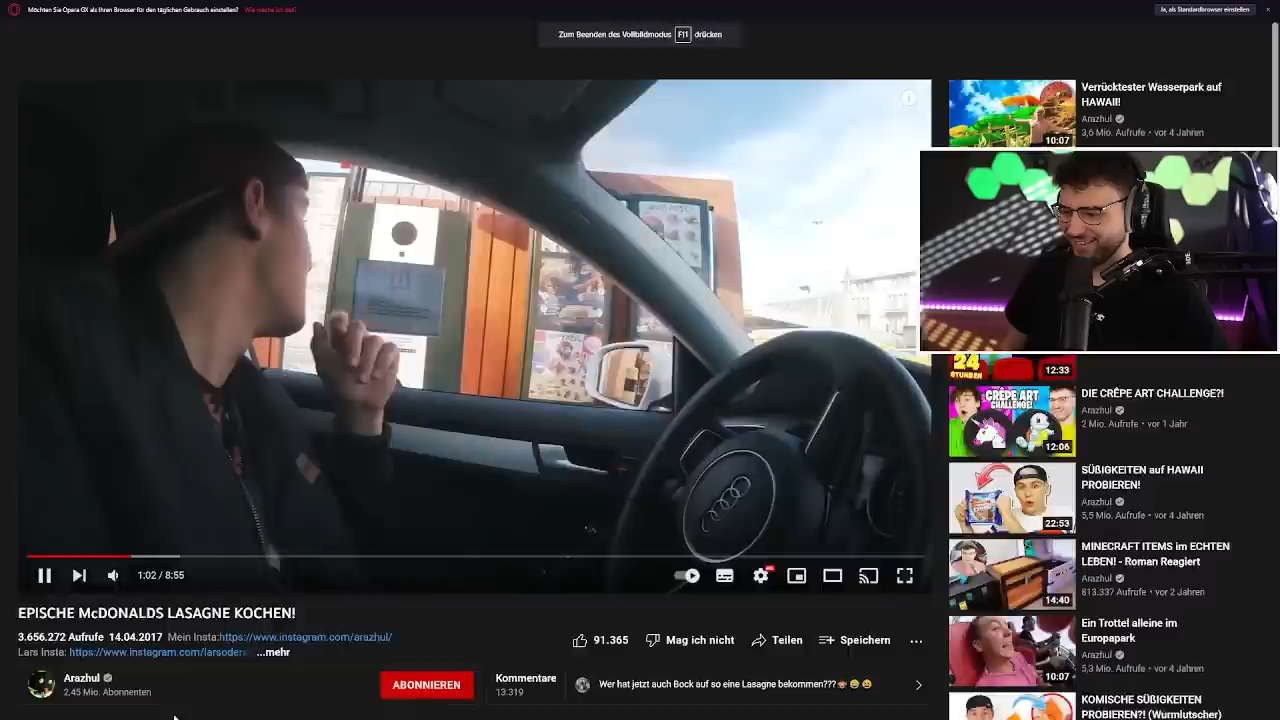 Möchten Sie Opera GX als Ihren Browser für den täglichen Gebrauch einstellen? Wie mache ich das?
Ja, als Standardbrowser einstellen
Zum Beenden des Vollbildmodus F11 drücken
1:02 / 8:55
EPISCHE McDONALDS LASAGNE KOCHEN!
3.656.272 Aufrufe 14.04.2017 Mein Insta:https://www.instagram.com/arazhul/
Lars Insta: https://www.instagram.com/larsoders ...mehr
91.365
Mag ich nicht
Teilen
Speichern
Arazhul
2,45 Mio. Abonnenten
ABONNIEREN
Kommentare
13.319
Wer hat jetzt auch Bock auf so eine Lasagne bekommen???
Verrücktester Wasserpark auf
HAWAII!
Arazhul
3,6 Mio. Aufrufe • vor 4 Jahren
10:07
24
STUNDEN
12:33
CRÊPE ART
CHALLENGE!
12:06
DIE CRÊPE ART CHALLENGE?!
Arazhul
2 Mio. Aufrufe • vor 1 Jahr
22:53
SÜẞIGKEITEN auf HAWAII
PROBIEREN!
Arazhul
5,5 Mio. Aufrufe • vor 4 Jahren
14:40
MINECRAFT ITEMS im ECHTEN
LEBEN! - Roman Reagiert
Arazhul
813.337 Aufrufe • vor 2 Jahren
10:07
Ein Trottel alleine im
Europapark
Arazhul
5,3 Mio. Aufrufe • vor 4 Jahren
KOMISCHE SÜẞIGKEITEN
PROBIEREN?! (Wurmlutscher)